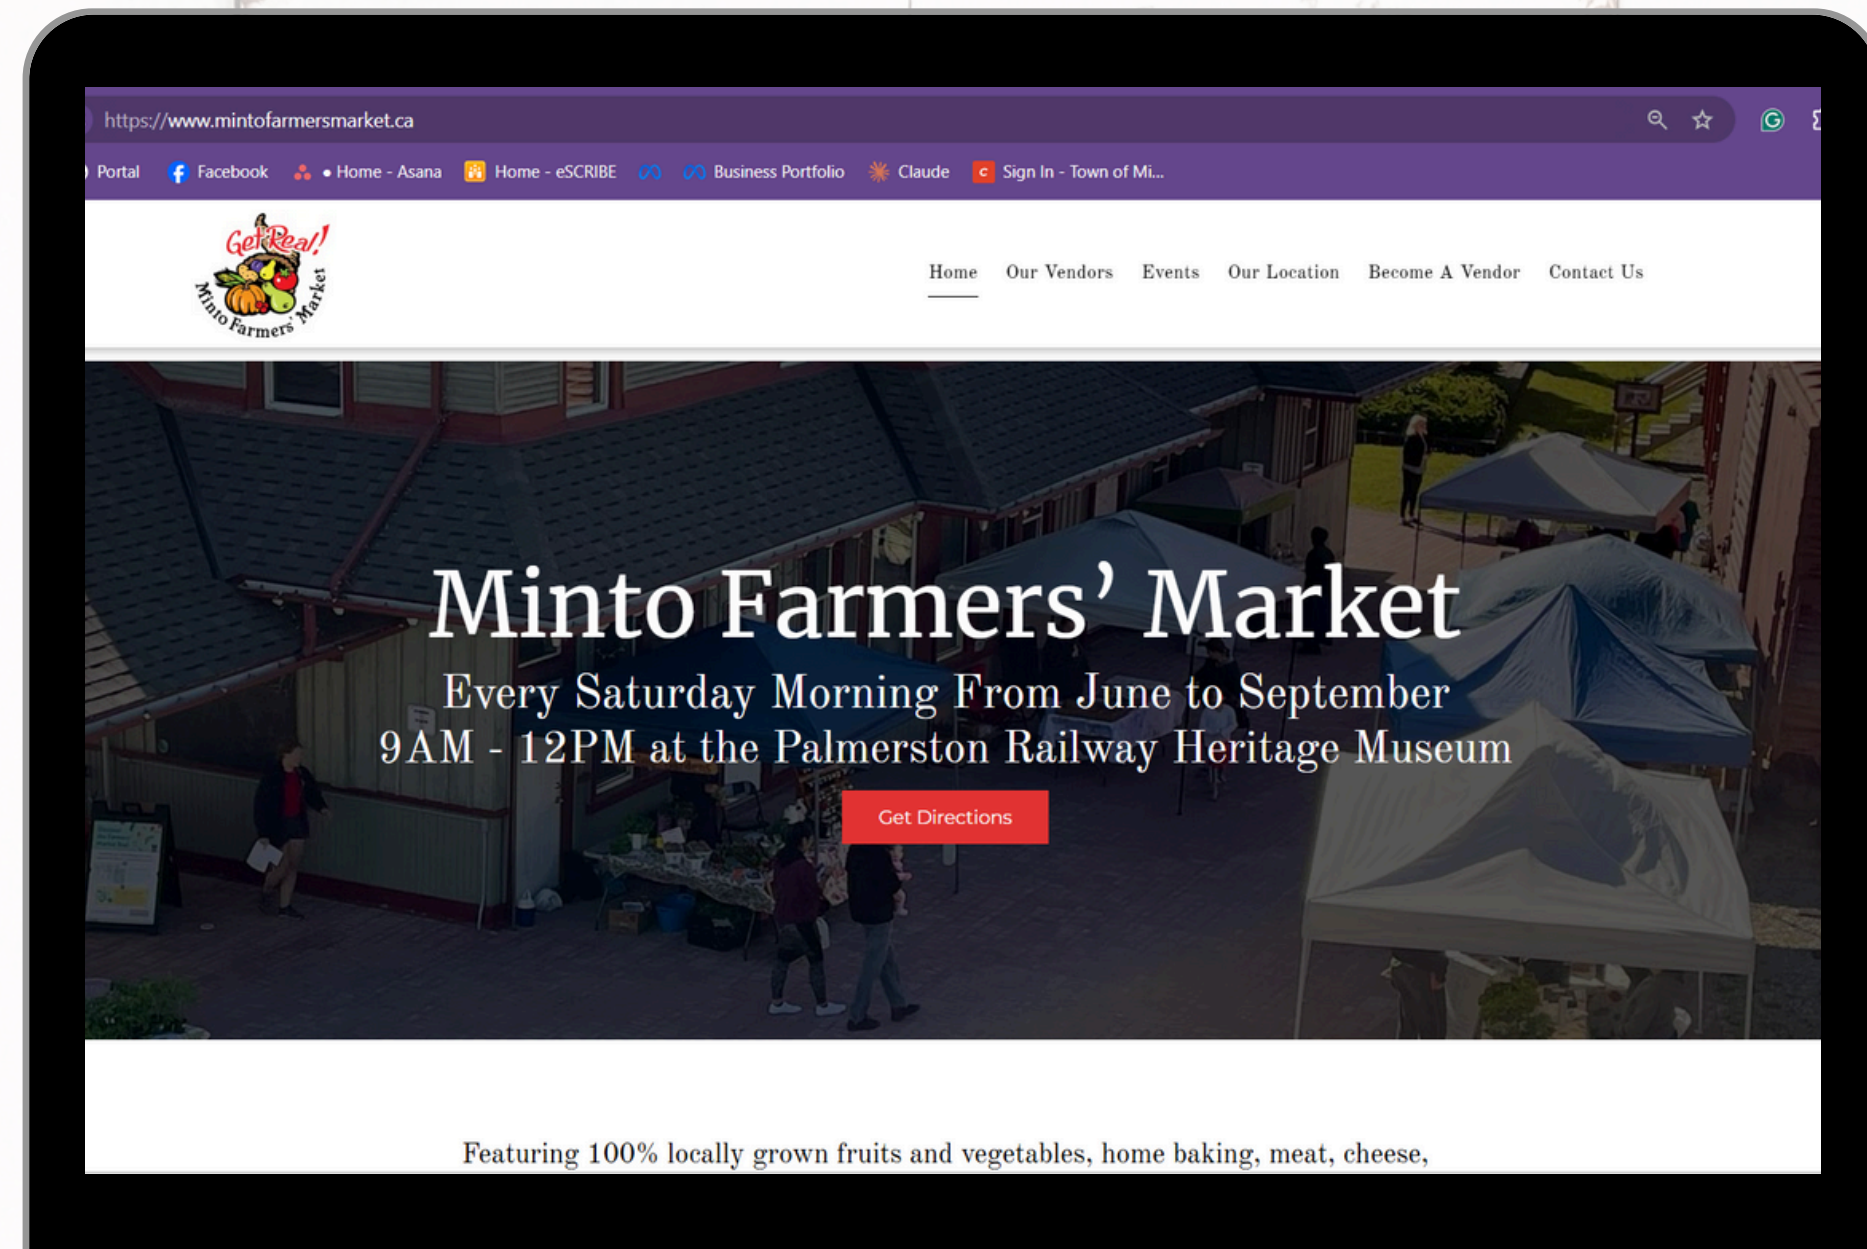 https://www.mintofarmersmarket.ca
Portal Facebook Home - Asana Home - eSCRIBE Business Portfolio Claude Sign In - Town of Mi...
Get Real!
Minto Farmers' Market
Home Our Vendors Events Our Location Become A Vendor Contact Us
Minto Farmers’ Market
Every Saturday Morning From June to September
9AM - 12PM at the Palmerston Railway Heritage Museum
Get Directions
Featuring 100% locally grown fruits and vegetables, home baking, meat, cheese,